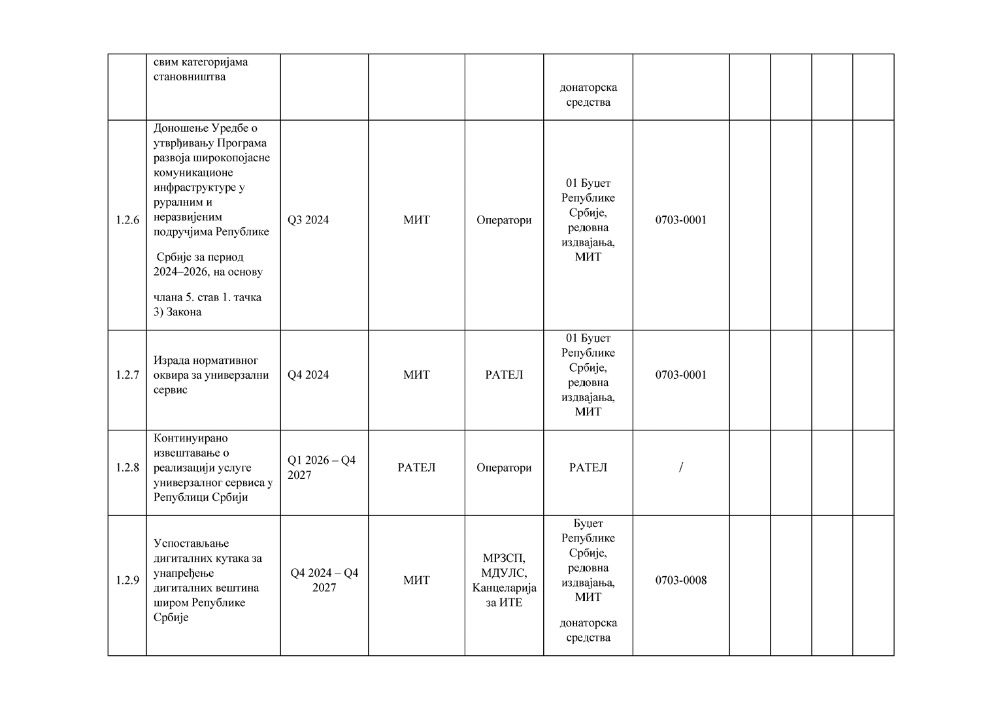 свим категоријама
становништва
донаторска
средства
1.2.6
Доношење Уредбе о
утврђивању Програма
развоја широкопојасне
комуникационе
инфраструктуре у
руралним и
неразвијеним
подручјима Републике
Србије за период
2024–2026, на основу
члана 5. став 1. тачка
3) Закона
Q3 2024
МИТ
Оператори
01 Буџет
Републике
Србије,
редовна
издвајања,
МИТ
0703-0001
1.2.7
Израда нормативног
оквира за универзални
сервис
Q4 2024
МИТ
РАТЕЛ
01 Буџет
Републике
Србије,
редовна
издвајања,
МИТ
0703-0001
1.2.8
Континуирано
извештавање о
реализацији услуге
универзалног сервиса у
Републици Србији
Q1 2026 – Q4
2027
РАТЕЛ
Оператори
РАТЕЛ
/
1.2.9
Успостављање
дигиталних кутака за
унапређење
дигиталних вештина
широм Републике
Србије
Q4 2024 – Q4
2027
МИТ
МРЗСП,
МДУЛС,
Канцеларија
за ИТЕ
Буџет
Републике
Србије,
редовна
издвајања,
МИТ
донаторска
средства
0703-0008